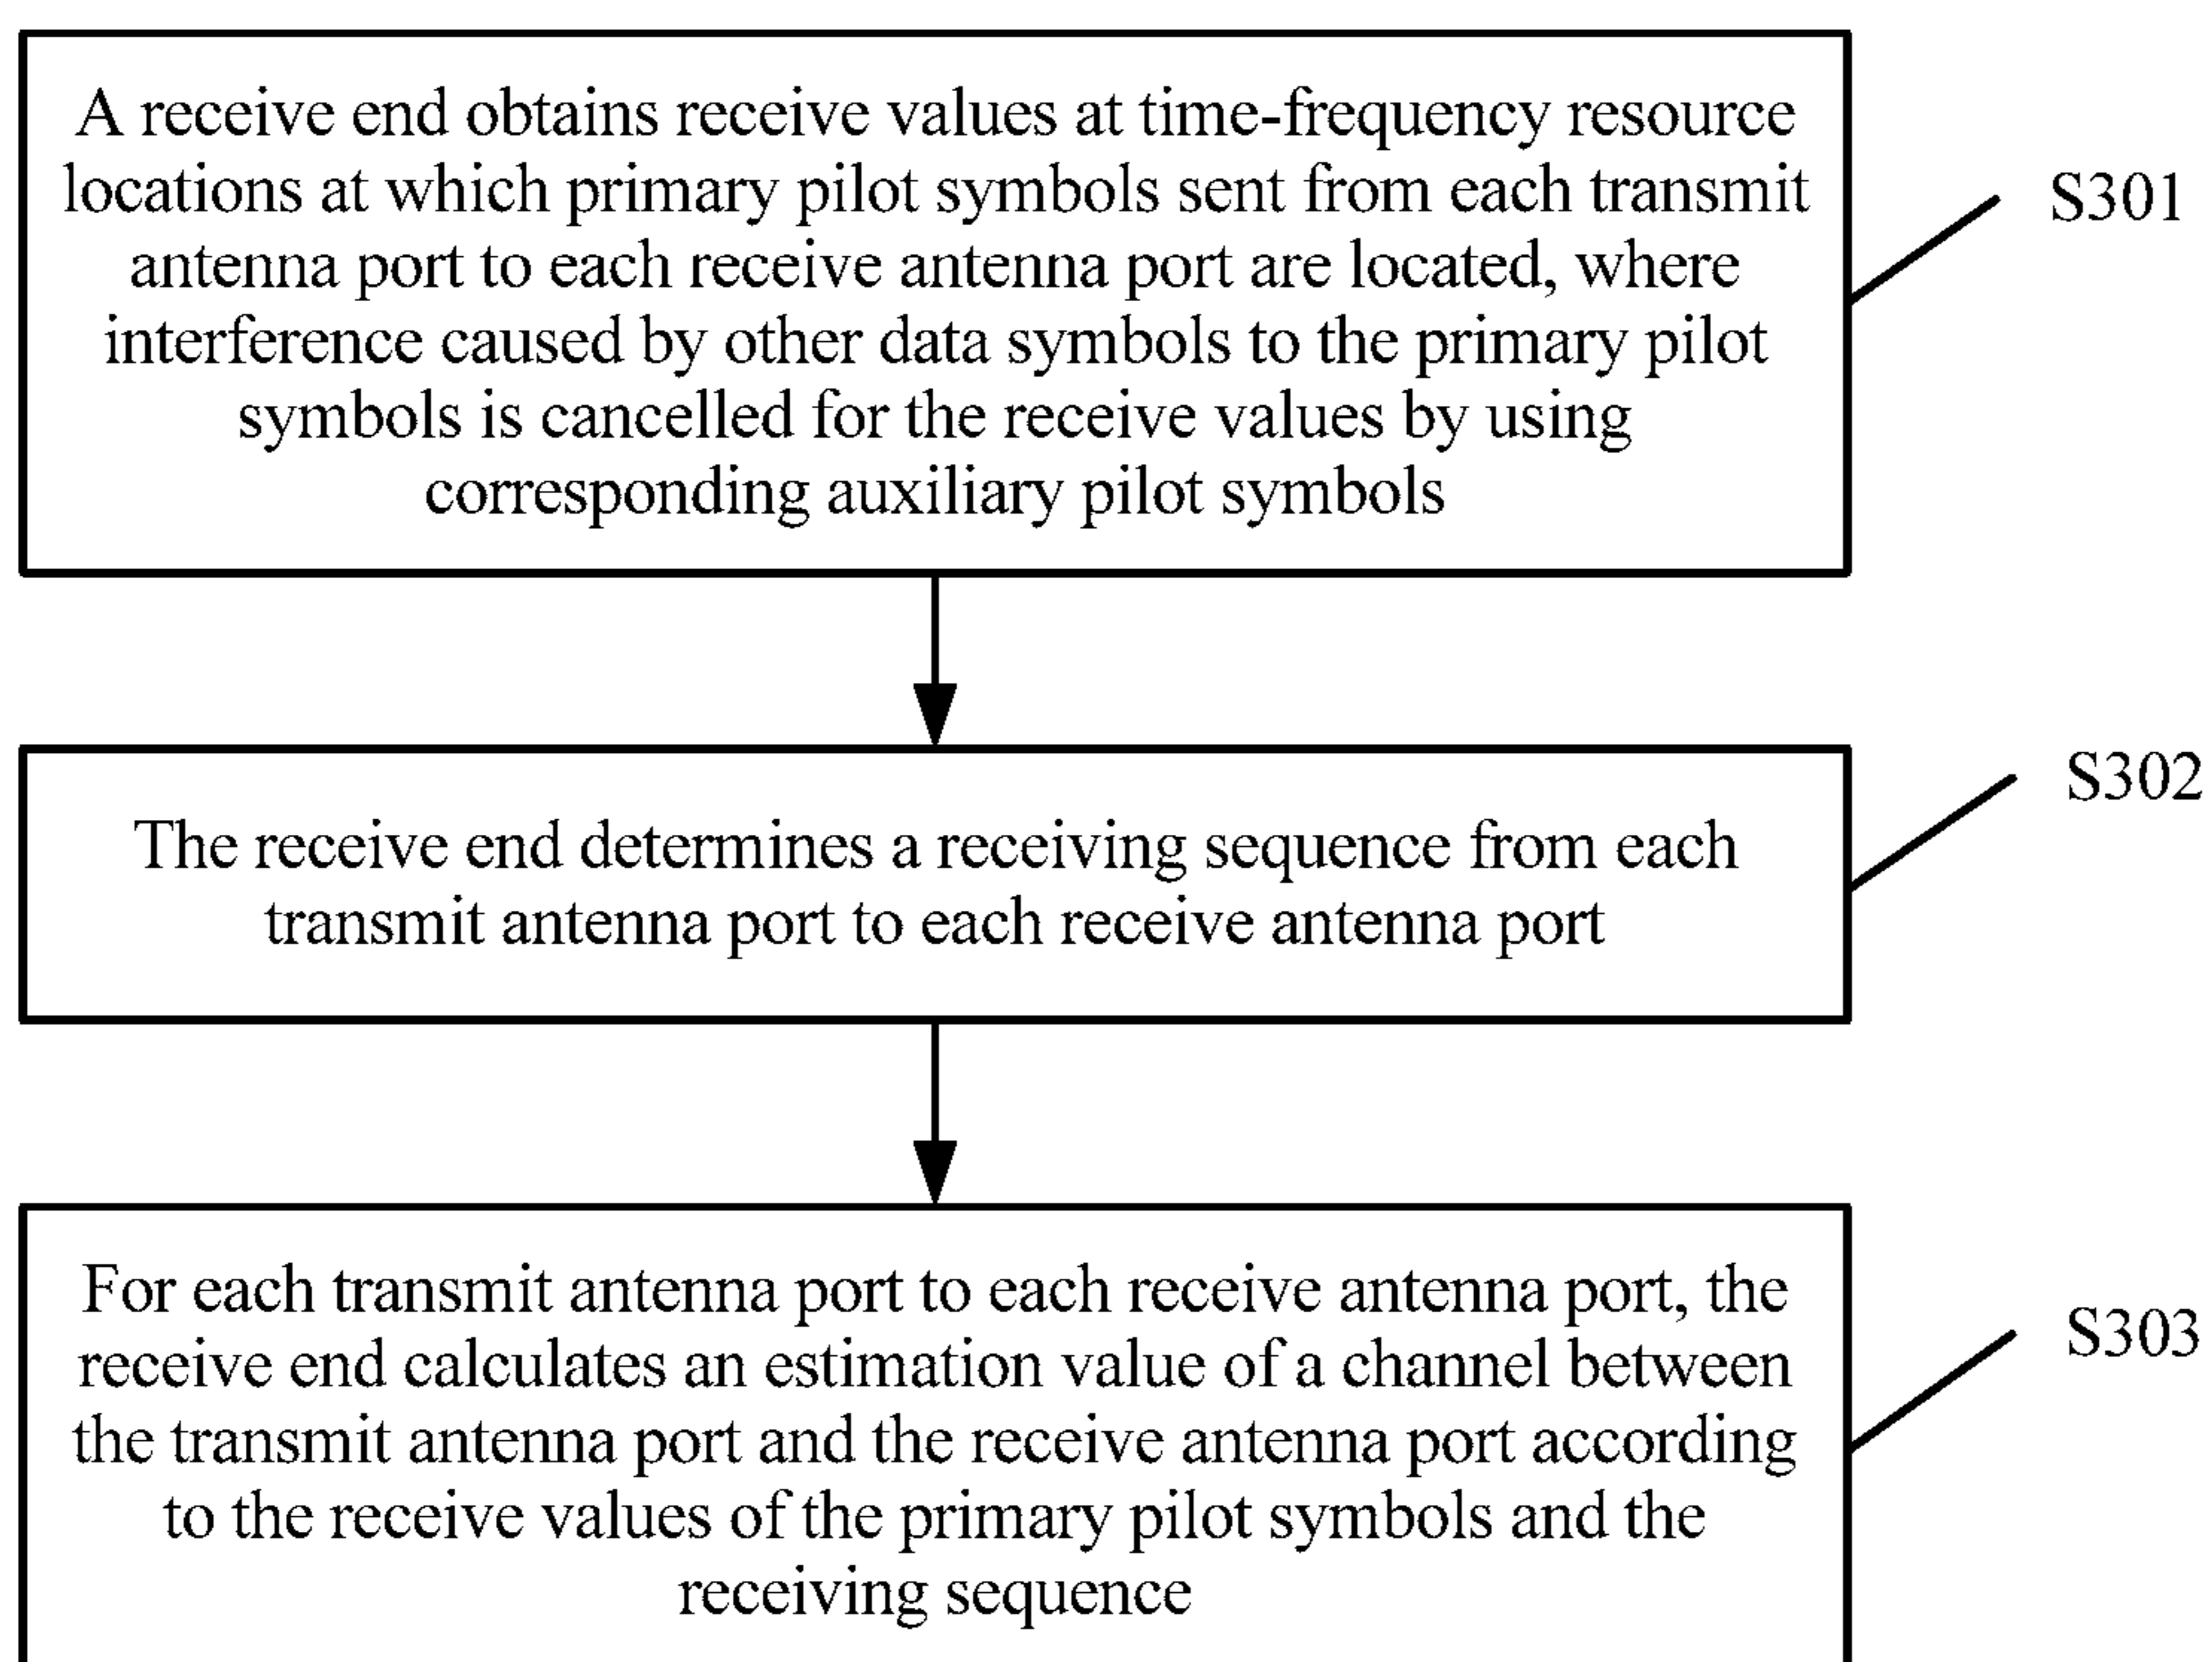 A receive end obtains receive values at time-frequency resource
locations at which primary pilot symbols sent from each transmit
antenna port to each receive antenna port are located, where
interference caused by other data symbols to the primary pilot
symbols is cancelled for the receive values by using
corresponding auxiliary pilot symbols
S301
The receive end determines a receiving sequence from each
transmit antenna port to each receive antenna port
S302
For each transmit antenna port to each receive antenna port, the
receive end calculates an estimation value of a channel between
the transmit antenna port and the receive antenna port according
to the receive values of the primary pilot symbols and the
receiving sequence
S303